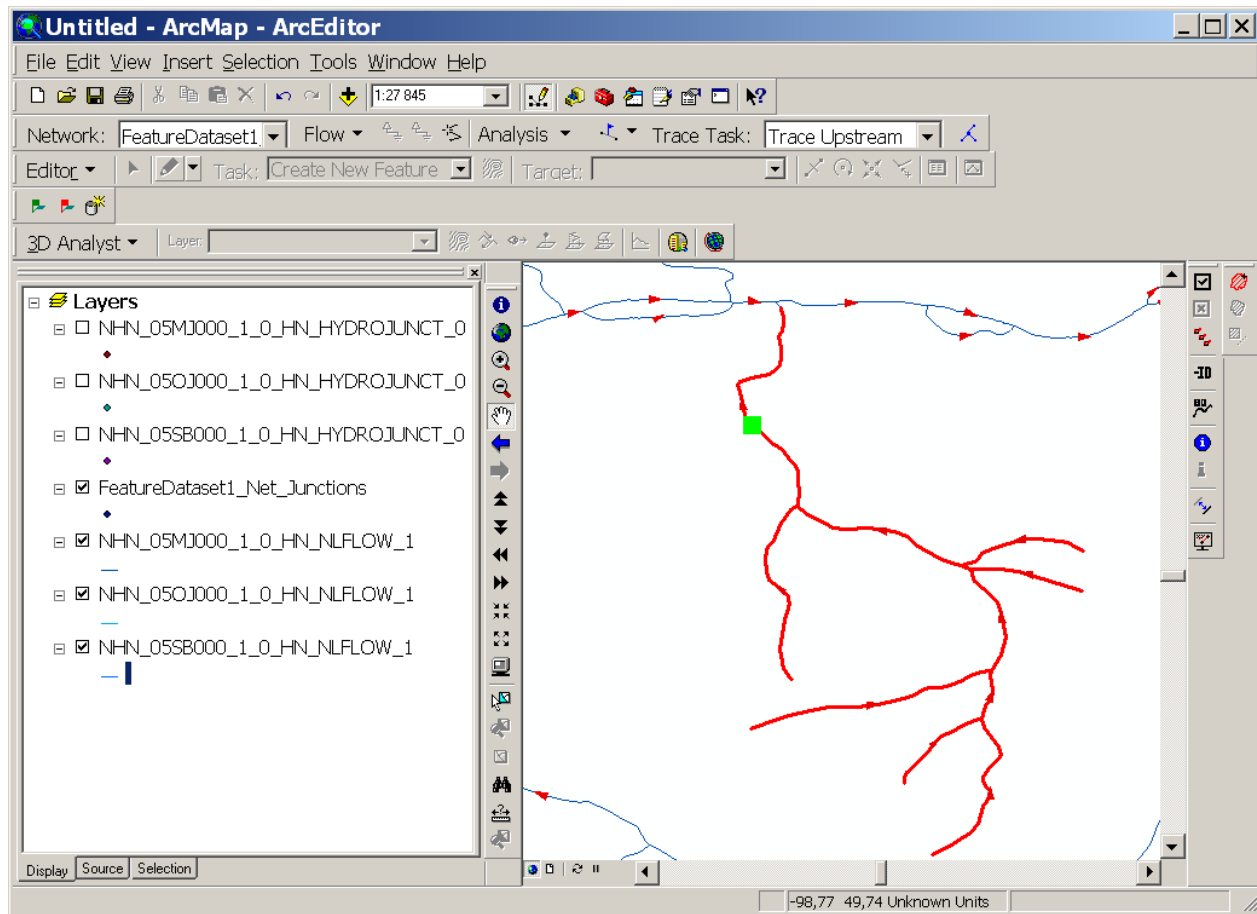 Untitled - ArcMap - ArcEditor
File Edit View Insert Selection Tools Window Help
1:27 845
Network: FeatureDataset1_ Flow Analysis Trace Task: Trace Upstream
Editor Task: Create New Feature Target:
3D Analyst Layer:
Layers
NHN_05MJ000_1_0_HN_HYDROJUNCT_0
NHN_05OJ000_1_0_HN_HYDROJUNCT_0
NHN_05SB000_1_0_HN_HYDROJUNCT_0
FeatureDataset1_Net_Junctions
NHN_05MJ000_1_0_HN_NLFLOW_1
NHN_05OJ000_1_0_HN_NLFLOW_1
NHN_05SB000_1_0_HN_NLFLOW_1
-ID
Display Source Selection
-98,77 49,74 Unknown Units